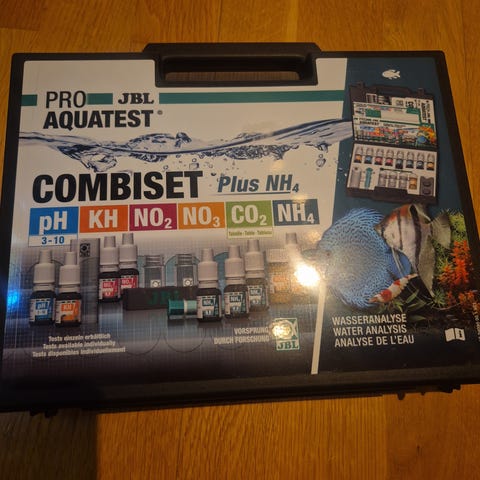 PRO JBL
AQUATEST®
COMBISET Plus NH4
pH KH NO2 NO3 CO2 NH4
3-10
Tabelle · Table · Tableau
Tests einzeln erhältlich
Tests available individually
Tests disponibles individuellement
VORSPRUNG
DURCH FORSCHUNG
JBL
WASSERANALYSE
WATER ANALYSIS
ANALYSE DE L'EAU